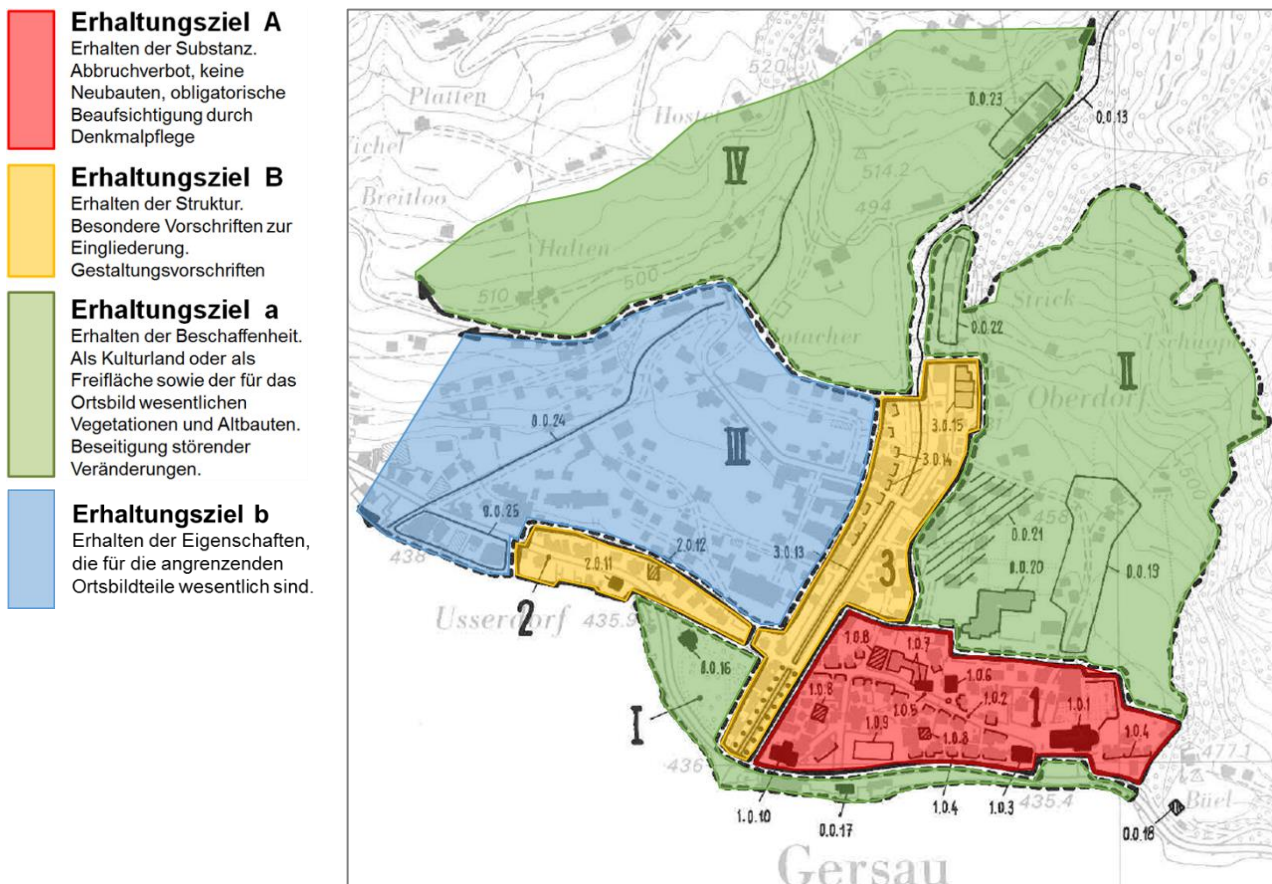 Erhaltungsziel A
Erhalten der Substanz.
Abbruchverbot, keine
Neubauten, obligatorische
Beaufsichtigung durch
Denkmalpflege
Erhaltungsziel B
Erhalten der Struktur.
Besondere Vorschriften zur
Eingliederung.
Gestaltungsvorschriften
Erhaltungsziel a
Erhalten der Beschaffenheit.
Als Kulturland oder als
Freifläche sowie der für das
Ortsbild wesentlichen
Vegetationen und Altbauten.
Beseitigung störender
Veränderungen.
Erhaltungsziel b
Erhalten der Eigenschaften,
die für die angrenzenden
Ortsbildteile wesentlich sind.
520
Platten
0.0.23
0.0.13
IV
514.2
Breitloo
494
Halten
500
510
Strick
0.0.22
II
Oberdorf
0.0.24
III
3.0.15
3.0.14
458
500
0.0.25
0.0.21
438
2.0.12
3.0.13
0.0.20
0.0.19
2.0.11
3
2
Usserdorf
435.9
0.0.16
1.0.8
1.0.7
1.0.6
1.0.8
1.0.5
1.0.2
1
1.0.1
I
1.0.9
1.0.8
1.0.4
477.1
436
1.0.10
0.0.17
1.0.4
1.0.3
435.4
Büel
0.0.18
Gersau